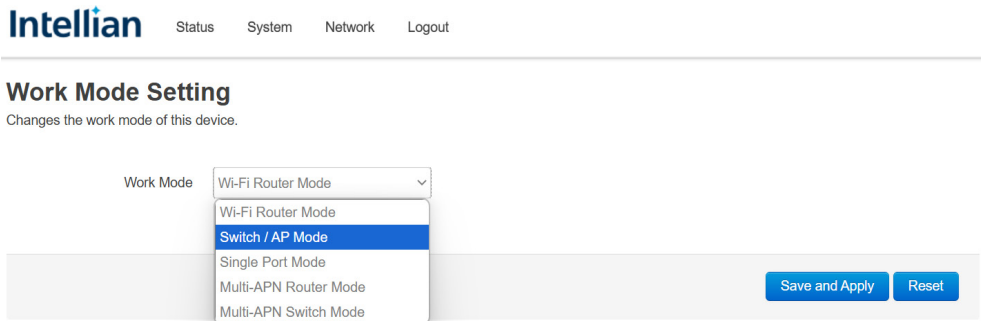 Intellian Status System Network Logout
Work Mode Setting
Changes the work mode of this device.
Work Mode Wi-Fi Router Mode
Wi-Fi Router Mode
Switch / AP Mode
Single Port Mode
Multi-APN Router Mode
Multi-APN Switch Mode
Save and Apply Reset